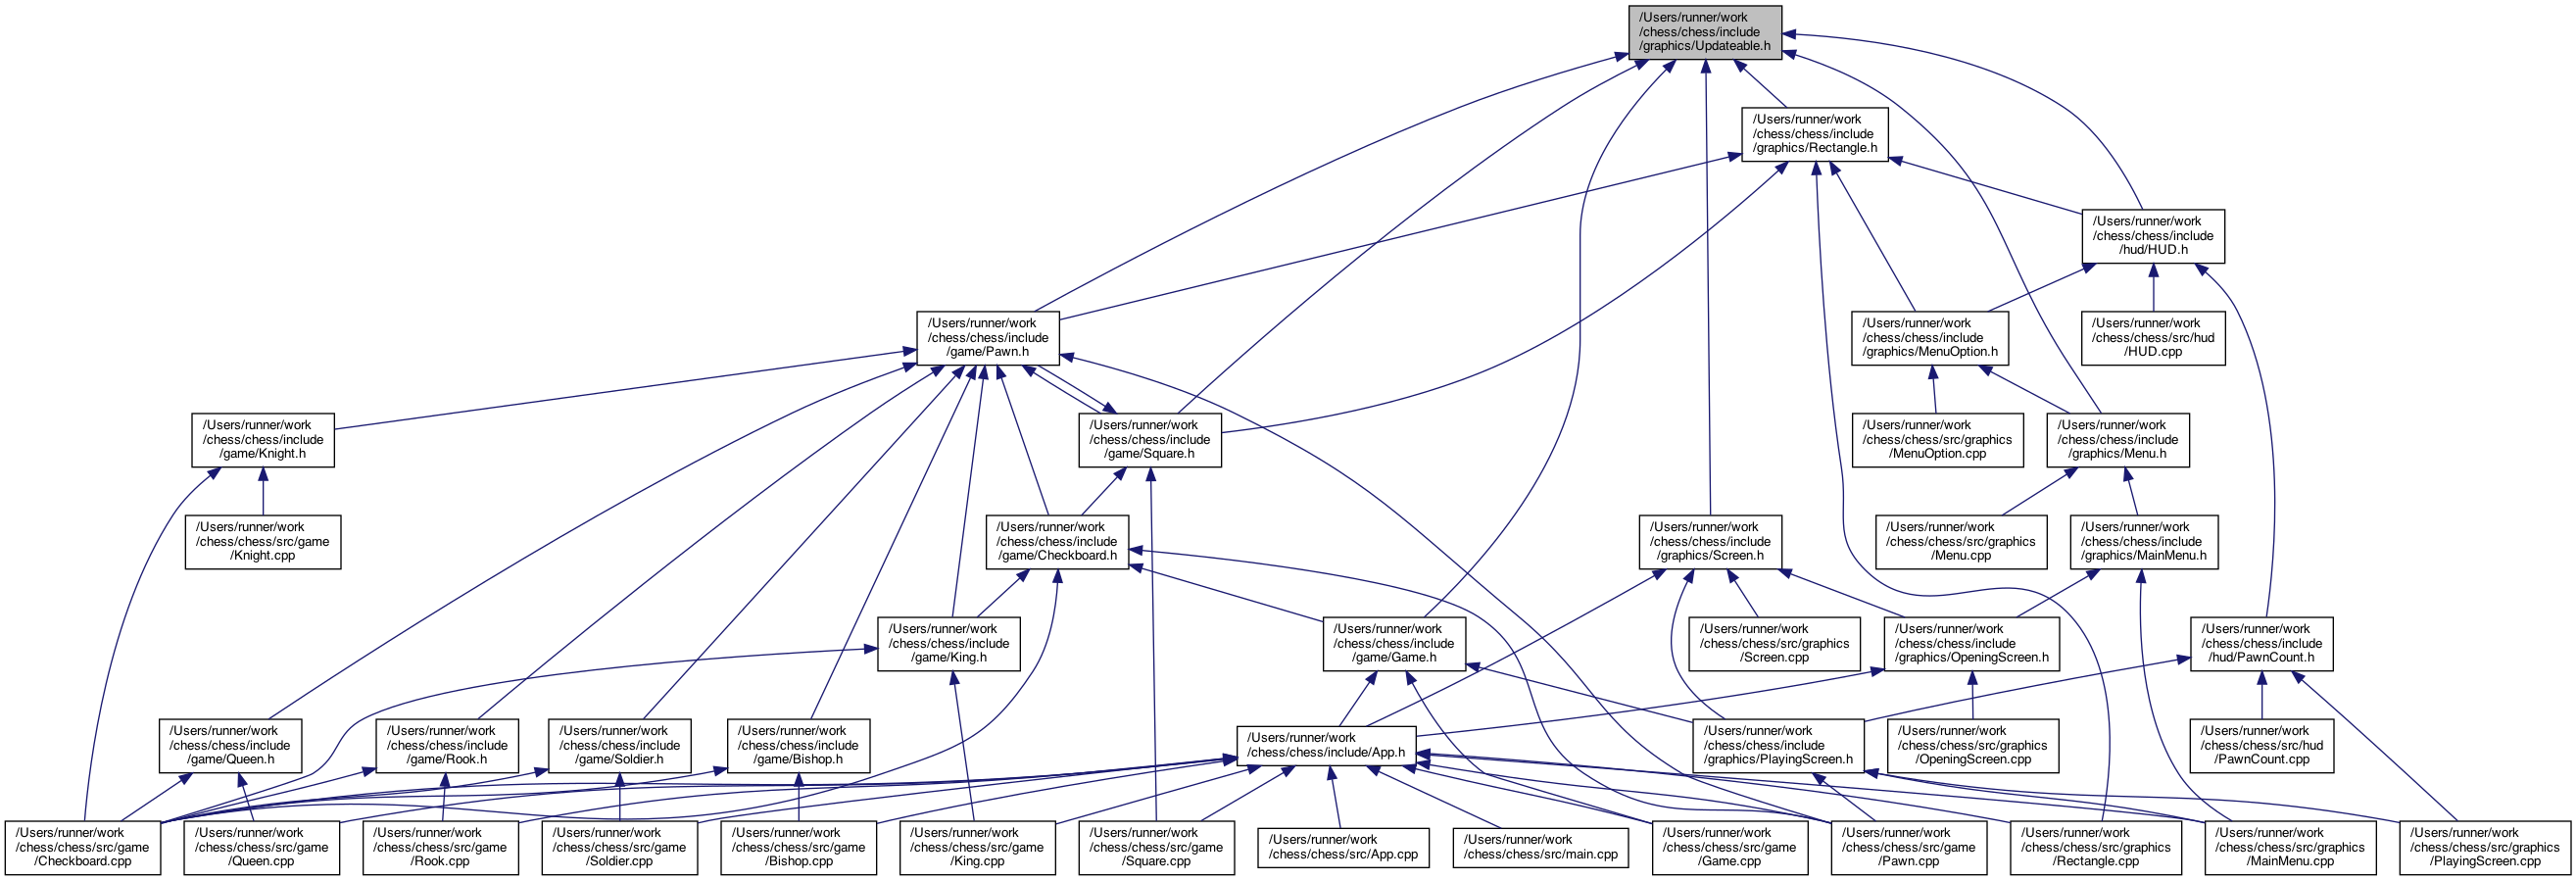 /Users/runner/work
/chess/chess/include
/graphics/Updateable.h
/Users/runner/work
/chess/chess/include
/graphics/Rectangle.h
/Users/runner/work
/chess/chess/include
/hud/HUD.h
/Users/runner/work
/chess/chess/include
/game/Pawn.h
/Users/runner/work
/chess/chess/include
/graphics/MenuOption.h
/Users/runner/work
/chess/chess/src/hud
/HUD.cpp
/Users/runner/work
/chess/chess/include
/game/Knight.h
/Users/runner/work
/chess/chess/include
/game/Square.h
/Users/runner/work
/chess/chess/src/graphics
/MenuOption.cpp
/Users/runner/work
/chess/chess/include
/graphics/Menu.h
/Users/runner/work
/chess/chess/src/game
/Knight.cpp
/Users/runner/work
/chess/chess/include
/game/Checkboard.h
/Users/runner/work
/chess/chess/include
/graphics/Screen.h
/Users/runner/work
/chess/chess/src/graphics
/Menu.cpp
/Users/runner/work
/chess/chess/include
/graphics/MainMenu.h
/Users/runner/work
/chess/chess/include
/game/King.h
/Users/runner/work
/chess/chess/include
/game/Game.h
/Users/runner/work
/chess/chess/src/graphics
/Screen.cpp
/Users/runner/work
/chess/chess/include
/graphics/OpeningScreen.h
/Users/runner/work
/chess/chess/include
/hud/PawnCount.h
/Users/runner/work
/chess/chess/include
/game/Queen.h
/Users/runner/work
/chess/chess/include
/game/Rook.h
/Users/runner/work
/chess/chess/include
/game/Soldier.h
/Users/runner/work
/chess/chess/include
/game/Bishop.h
/Users/runner/work
/chess/chess/include/App.h
/Users/runner/work
/chess/chess/include
/graphics/PlayingScreen.h
/Users/runner/work
/chess/chess/src/graphics
/OpeningScreen.cpp
/Users/runner/work
/chess/chess/src/hud
/PawnCount.cpp
/Users/runner/work
/chess/chess/src/game
/Checkboard.cpp
/Users/runner/work
/chess/chess/src/game
/Queen.cpp
/Users/runner/work
/chess/chess/src/game
/Rook.cpp
/Users/runner/work
/chess/chess/src/game
/Soldier.cpp
/Users/runner/work
/chess/chess/src/game
/Bishop.cpp
/Users/runner/work
/chess/chess/src/game
/King.cpp
/Users/runner/work
/chess/chess/src/game
/Square.cpp
/Users/runner/work
/chess/chess/src/App.cpp
/Users/runner/work
/chess/chess/src/main.cpp
/Users/runner/work
/chess/chess/src/game
/Game.cpp
/Users/runner/work
/chess/chess/src/game
/Pawn.cpp
/Users/runner/work
/chess/chess/src/graphics
/Rectangle.cpp
/Users/runner/work
/chess/chess/src/graphics
/MainMenu.cpp
/Users/runner/work
/chess/chess/src/graphics
/PlayingScreen.cpp